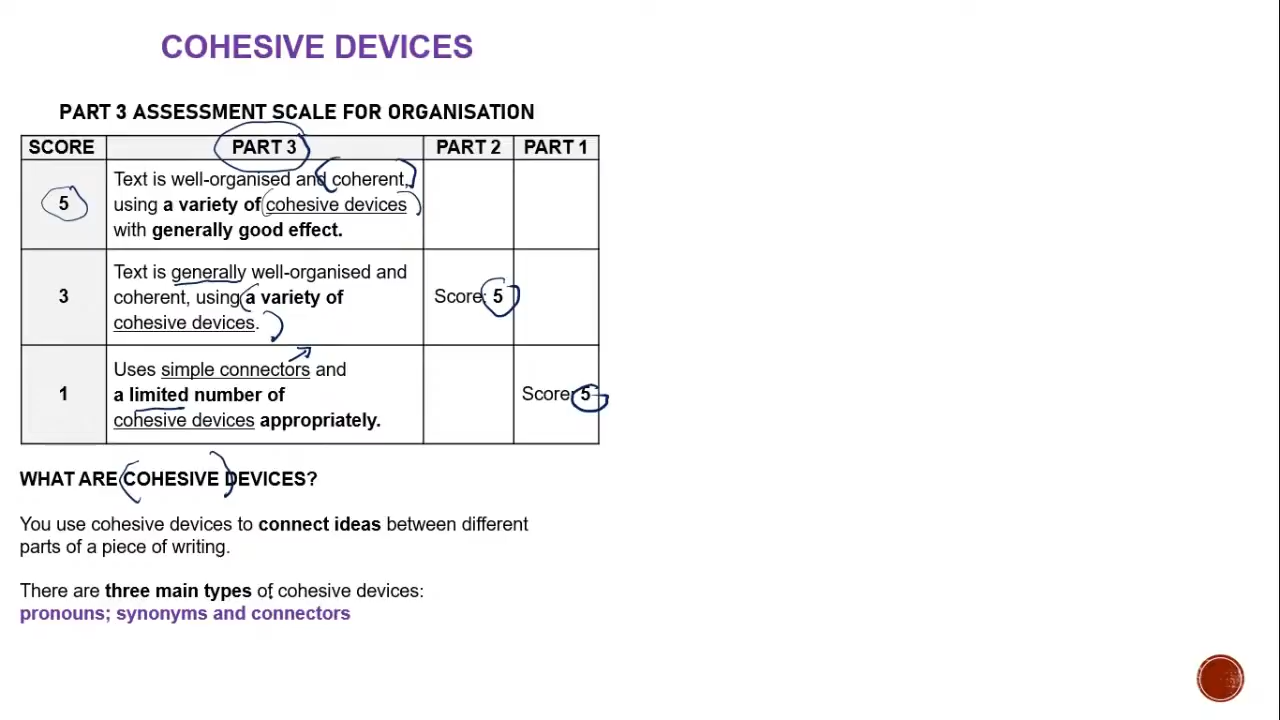 COHESIVE DEVICES
PART 3 ASSESSMENT SCALE FOR ORGANISATION
SCORE PART 3 PART 2 PART 1
5
Text is well-organised and coherent,
using a variety of cohesive devices
with generally good effect.
3
Text is generally well-organised and
coherent, using a variety of
cohesive devices.
Score: 5
1
Uses simple connectors and
a limited number of
cohesive devices appropriately.
Score: 5
WHAT ARE COHESIVE DEVICES?
You use cohesive devices to connect ideas between different
parts of a piece of writing.
There are three main types of cohesive devices:
pronouns; synonyms and connectors